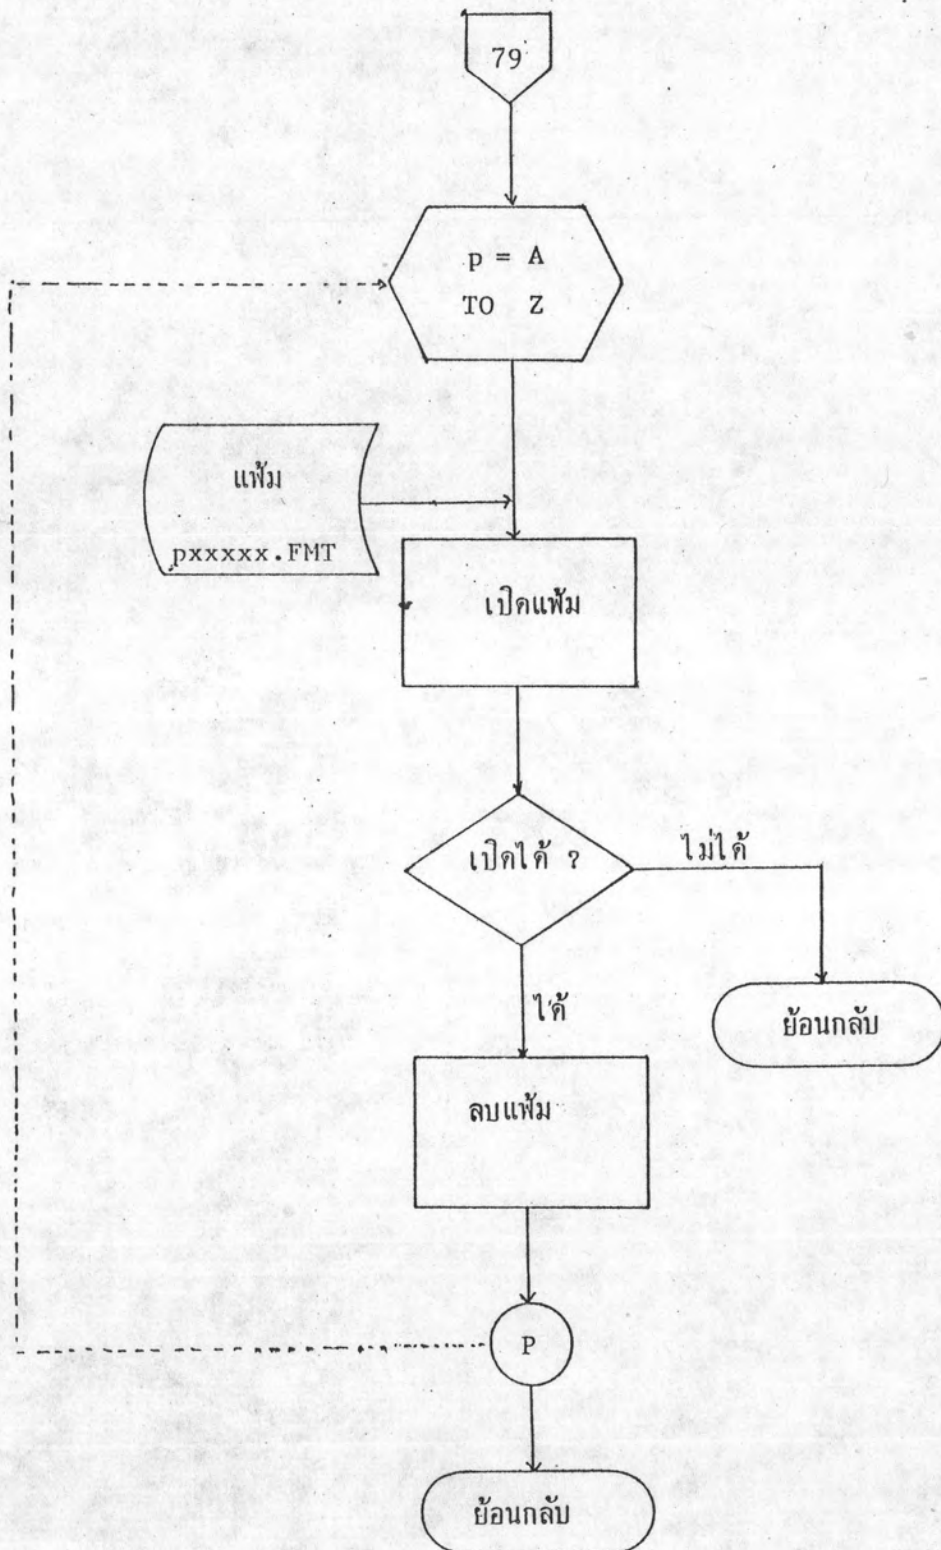 79
p = A
TO Z
แฟ้ม
pxxxxx.FMT
เปิดแฟ้ม
เปิดได้ ?
ไม่ได้
ได้
ย้อนกลับ
ลบแฟ้ม
P
ย้อนกลับ